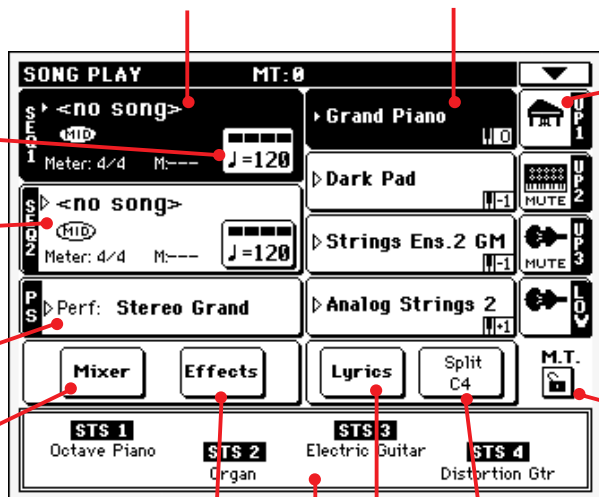 SONG PLAY MT:0
SEQ1
<no song>
MID
Meter: 4/4 M:---
♩=120
Grand Piano
0
UP1
SEQ2
<no song>
MID
Meter: 4/4 M:---
♩=120
Dark Pad
-1
MUTE
UP2
Strings Ens.2 GM
-1
MUTE
UP3
PS
Perf: Stereo Grand
Analog Strings 2
+1
LOW
Mixer
Effects
Lyrics
Split
C4
M.T.
STS 1
Octave Piano
STS 2
Organ
STS 3
Electric Guitar
STS 4
Distortion Gtr